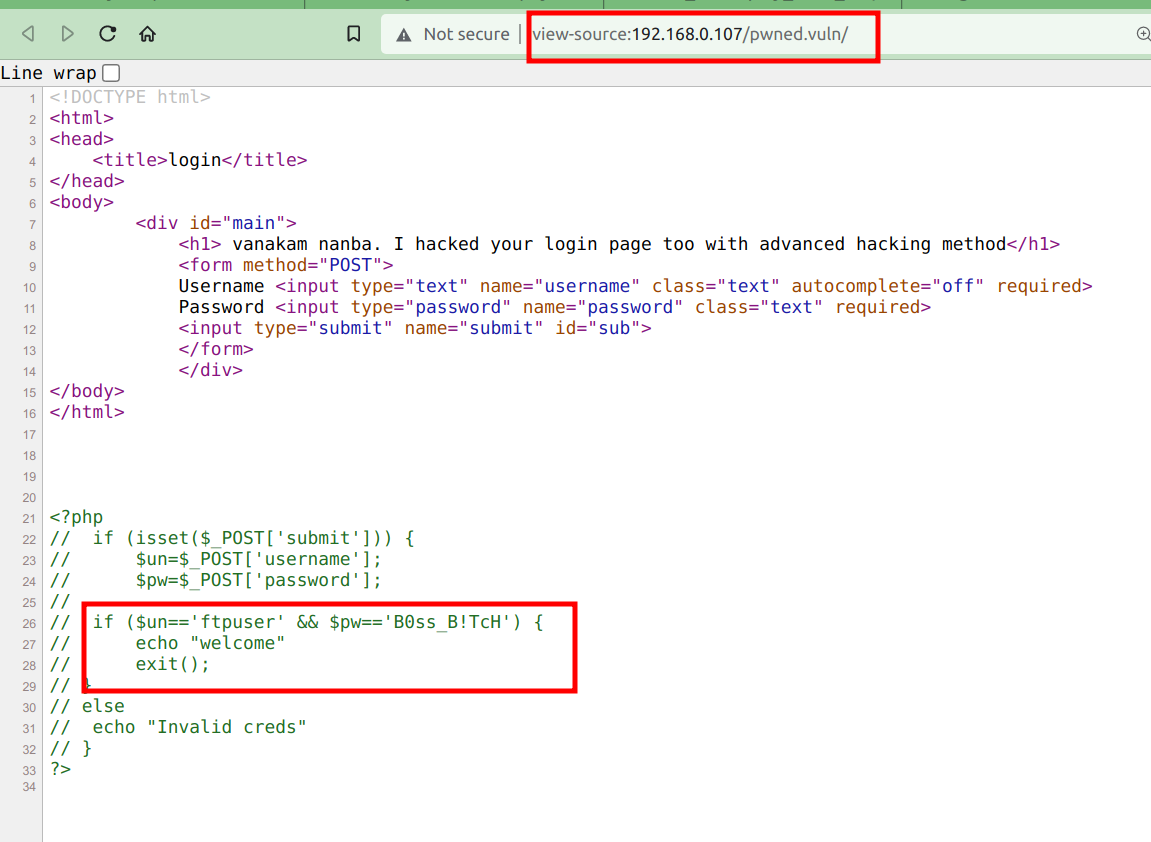 Not secure | view-source:192.168.0.107/pwned.vuln/
Line wrap
1 <!DOCTYPE html>
2 <html>
3 <head>
4     <title>login</title>
5 </head>
6 <body>
7         <div id="main">
8             <h1> vanakam nanba. I hacked your login page too with advanced hacking method</h1>
9             <form method="POST">
10             Username <input type="text" name="username" class="text" autocomplete="off" required>
11             Password <input type="password" name="password" class="text" required>
12             <input type="submit" name="submit" id="sub">
13             </form>
14             </div>
15 </body>
16 </html>
17
18
19
20
21 <?php
22 //  if (isset($_POST['submit'])) {
23 //      $un=$_POST['username'];
24 //      $pw=$_POST['password'];
25 //
26 //  if ($un=='ftpuser' && $pw=='B0ss_B!TcH') {
27 //      echo "welcome"
28 //      exit();
29 // }
30 // else
31 //  echo "Invalid creds"
32 // }
33 ?>
34